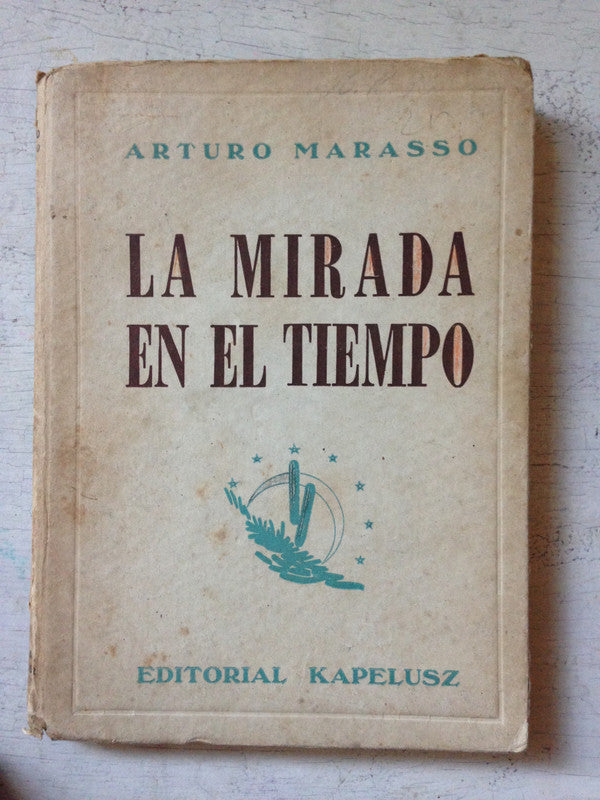 ARTURO MARASSO
LA MIRADA
EN EL TIEMPO
EDITORIAL KAPELUSZ